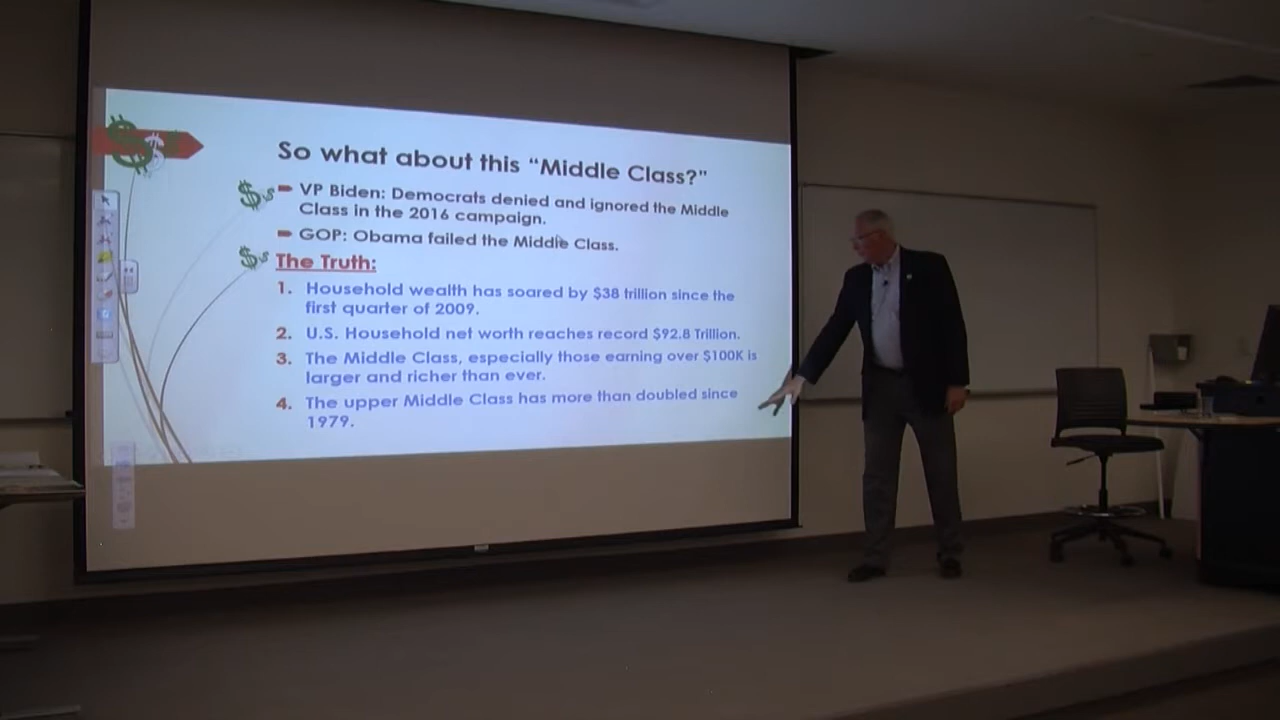 So what about this “Middle Class?"
VP Biden: Democrats denied and ignored the Middle
Class in the 2016 campaign.
GOP: Obama failed the Middle Class.
The Truth:
1. Household wealth has soared by $38 trillion since the
first quarter of 2009.
2. U.S. Household net worth reaches record $92.8 Trillion.
3. The Middle Class, especially those earning over $100K is
larger and richer than ever.
4. The upper Middle Class has more than doubled since
1979.